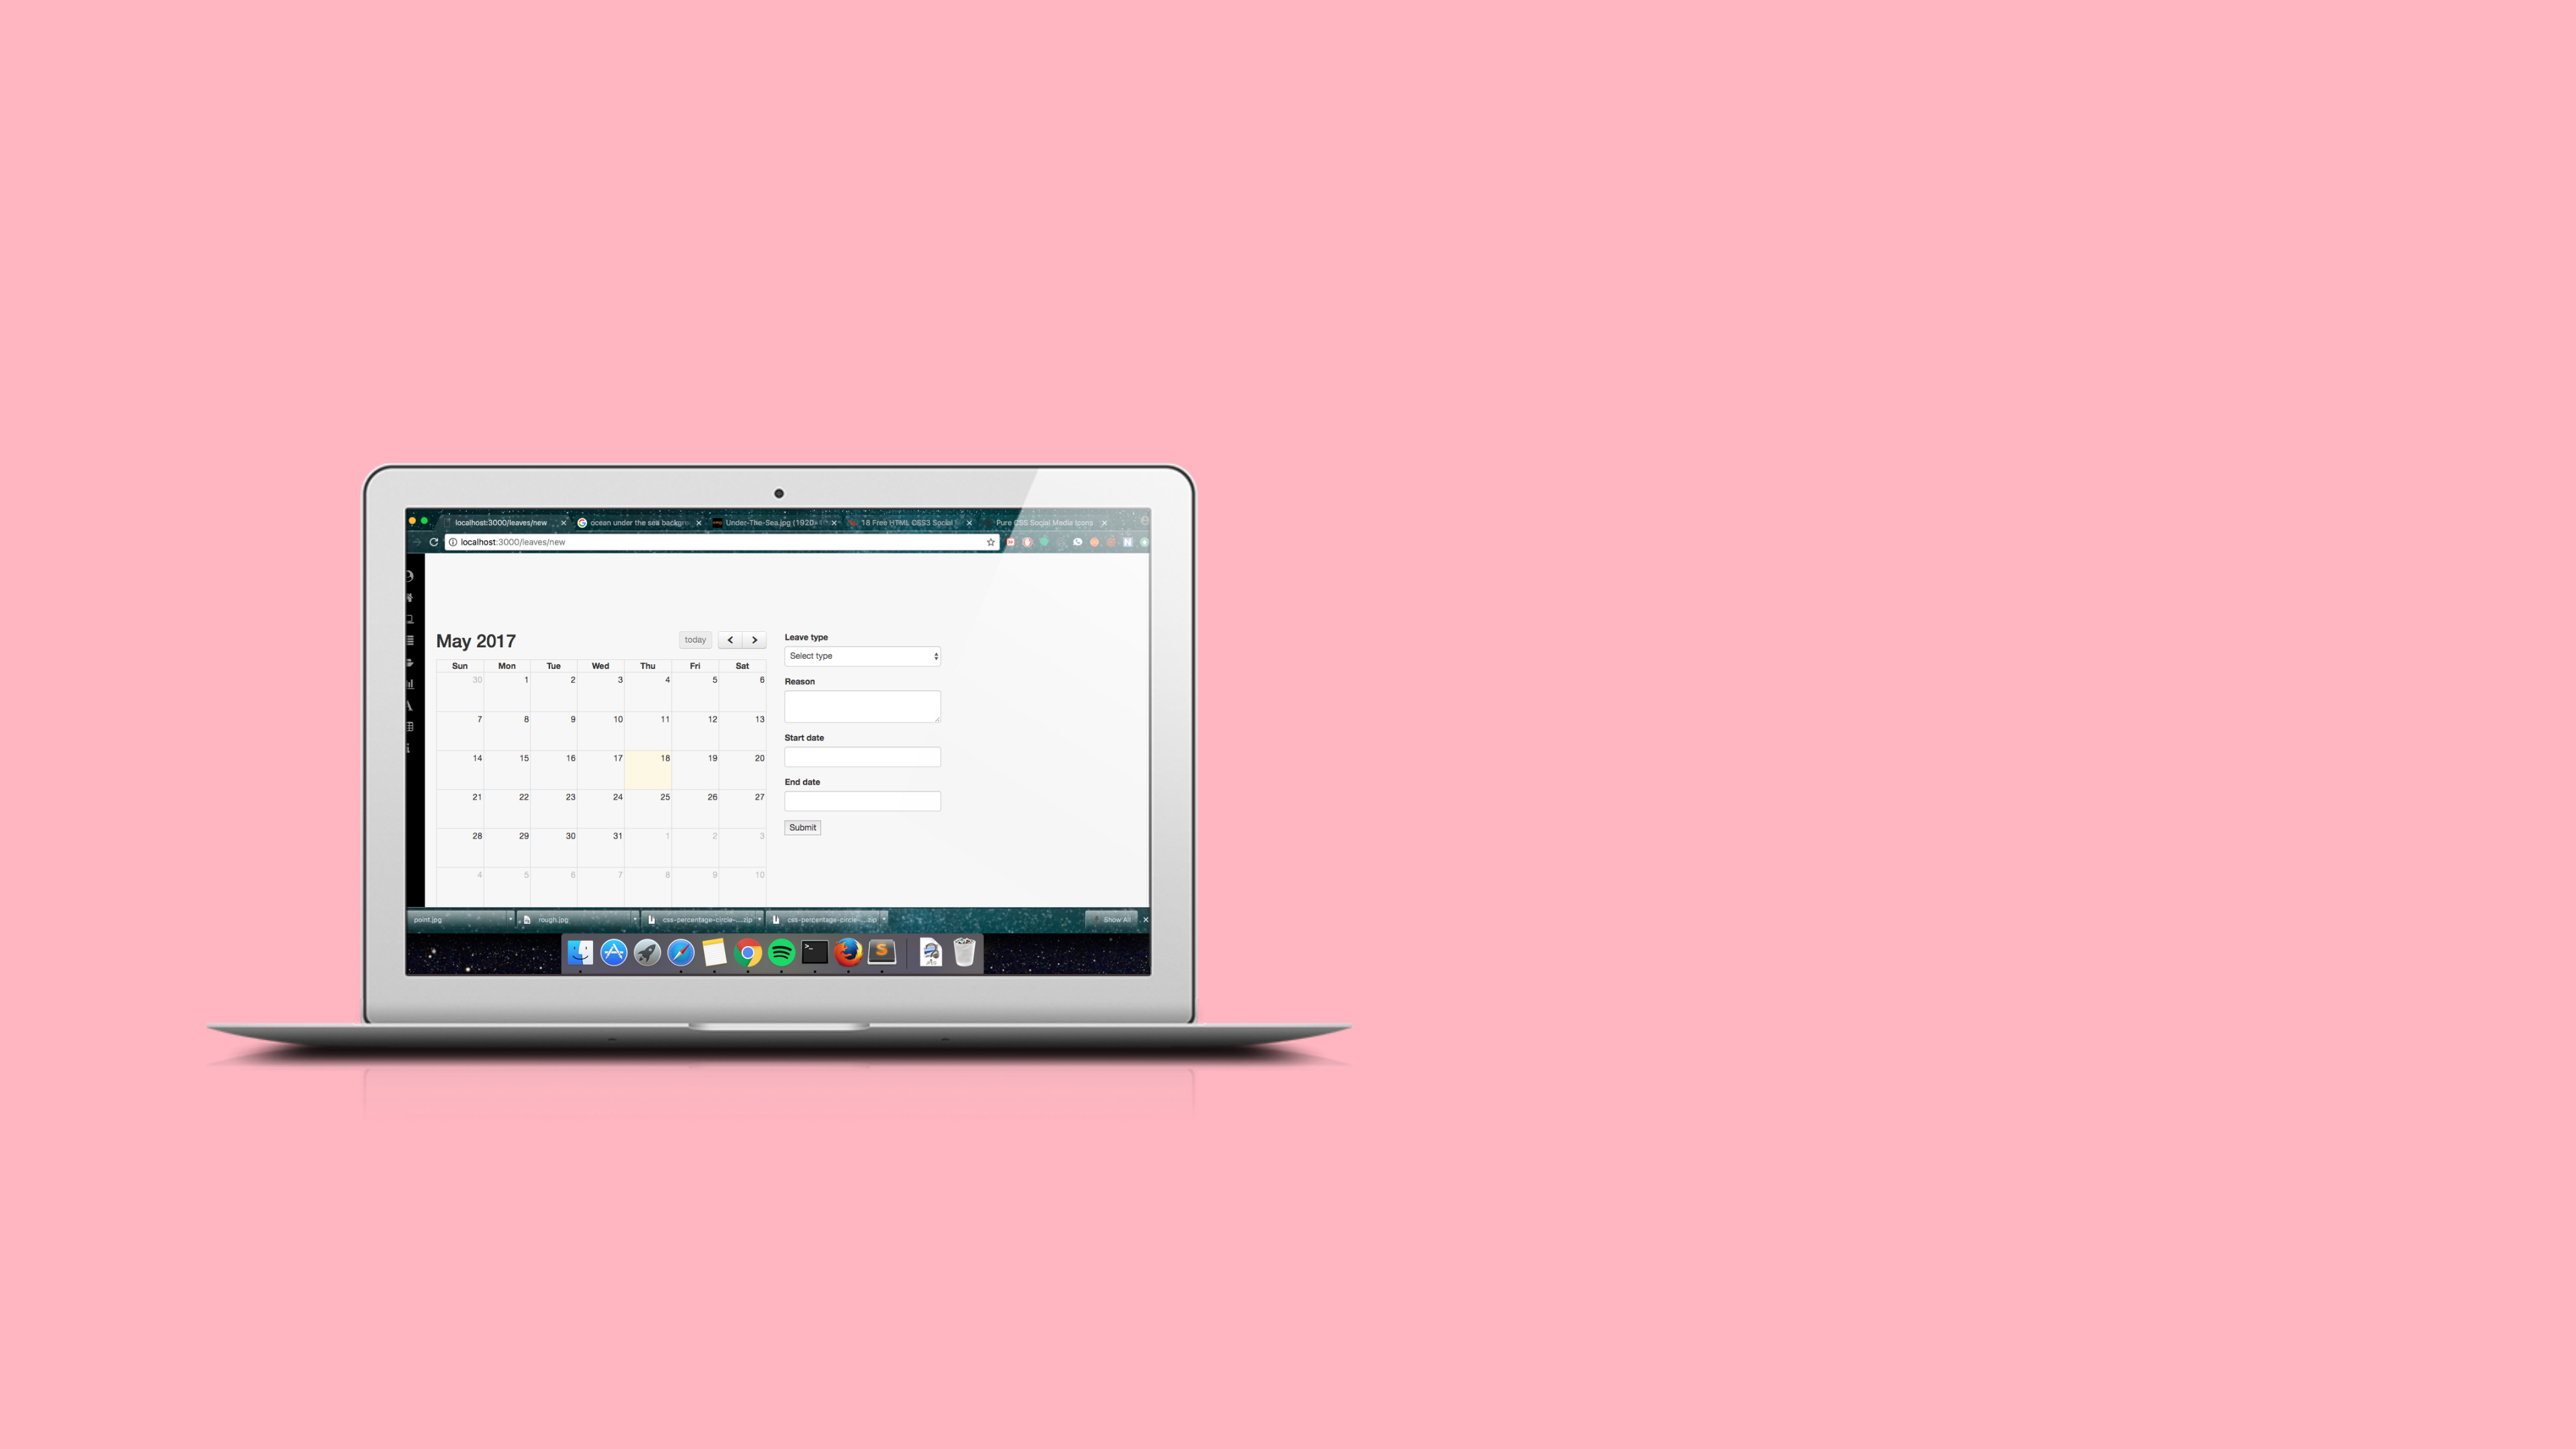 localhost:3000/leaves/new
ocean under the sea backgro
Under-The-Sea.jpg (1920
18 Free HTML CSS3 Social
Pure CSS Social Media Icons
localhost:3000/leaves/new
May 2017
today
Sun Mon Tue Wed Thu Fri Sat
30 1 2 3 4 5 6
7 8 9 10 11 12 13
14 15 16 17 18 19 20
21 22 23 24 25 26 27
28 29 30 31 1 2 3
4 5 6 7 8 9 10
Leave type
Select type
Reason
Start date
End date
Submit
point.jpg
rough.jpg
css-percentage-circle-....zip
css-percentage-circle-....zip
Show All